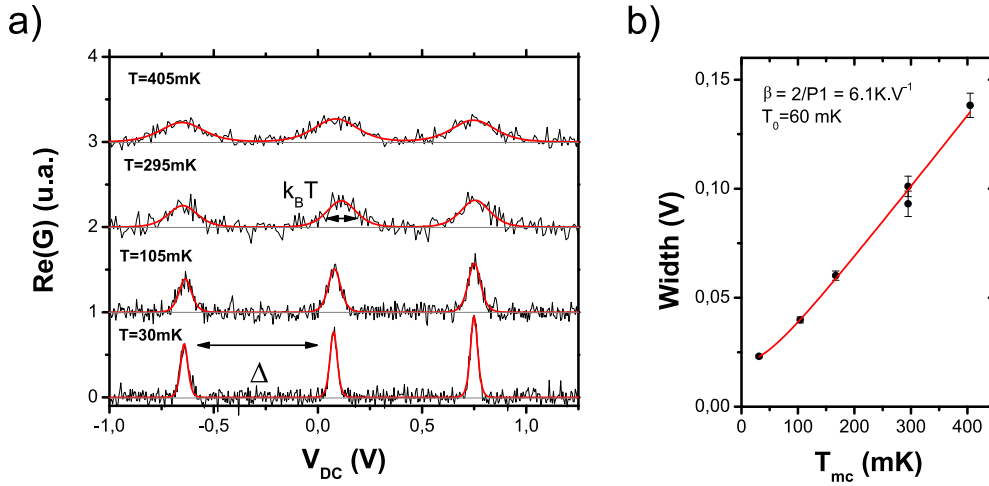 a)
4
3
2
1
0
Re(G) (u.a.)
T=405mK
T=295mK
k_BT
T=105mK
T=30mK
Δ
-1,0 -0,5 0,0 0,5 1,0
V_DC (V)
b)
0,15
0,10
0,05
0,00
Width (V)
β = 2/P1 = 6.1K.V⁻¹
T₀=60 mK
0 100 200 300 400
T_mc (mK)